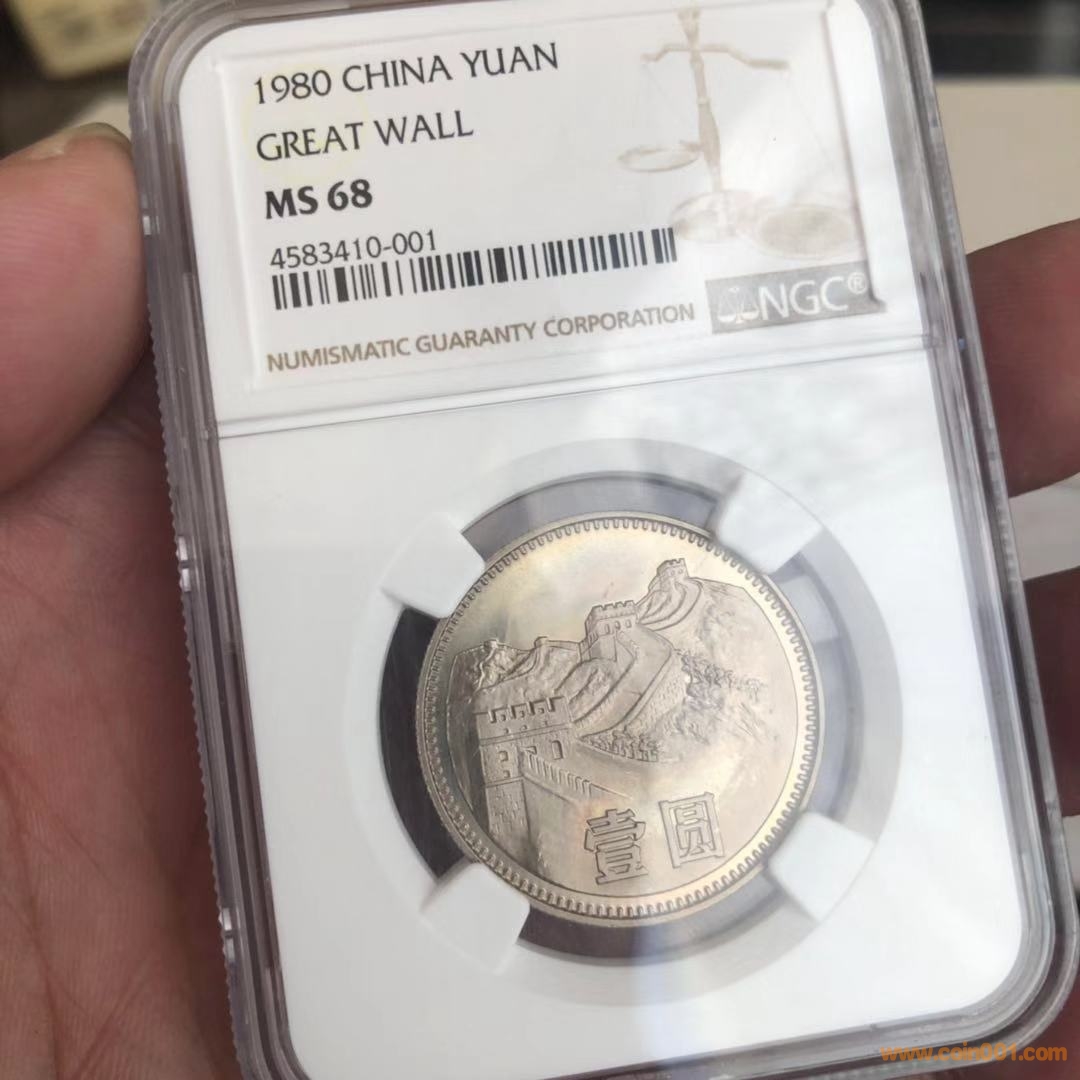 1980 CHINA YUAN
GREAT WALL
MS 68
4583410-001
NUMISMATIC GUARANTY CORPORATION
NGC®
壹圆
www.coin001.com